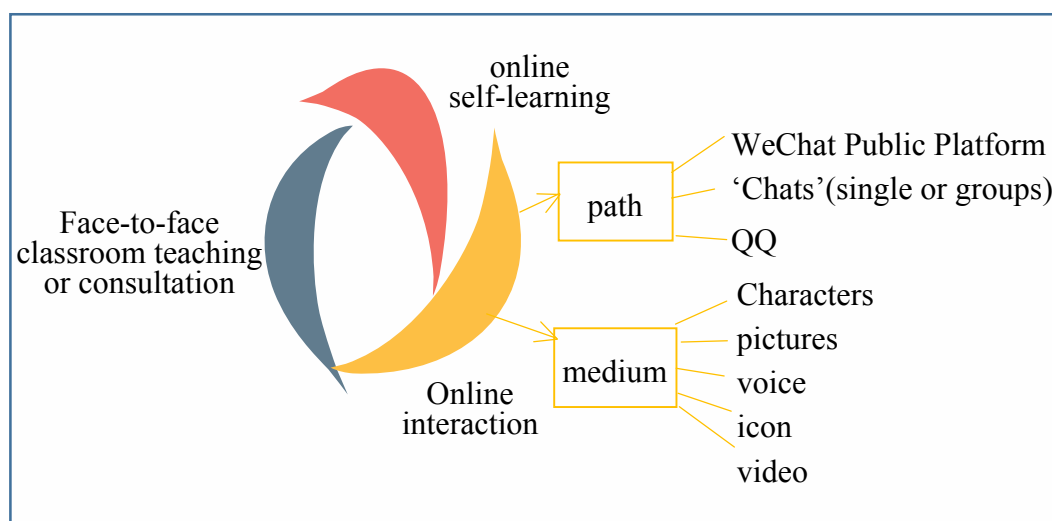 online
self-learning
Face-to-face
classroom teaching
or consultation
Online
interaction
path
WeChat Public Platform
‘Chats’(single or groups)
QQ
medium
Characters
pictures
voice
icon
video